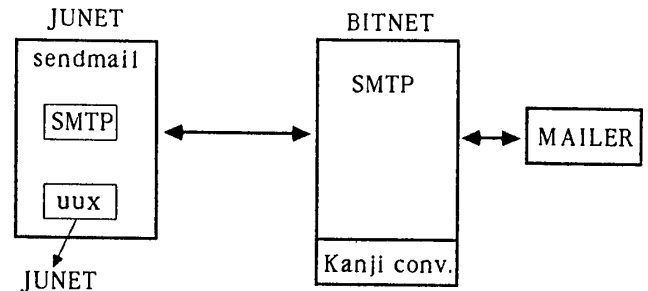 JUNET
sendmail
SMTP
uux
JUNET
BITNET
SMTP
Kanji conv.
MAILER